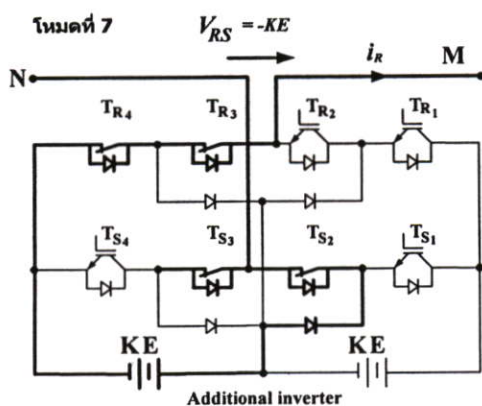 โหมดที่ 7
V_RS = -KE
i_R
M
N
T_R4
T_R3
T_R2
T_R1
T_S4
T_S3
T_S2
T_S1
KE
KE
Additional inverter